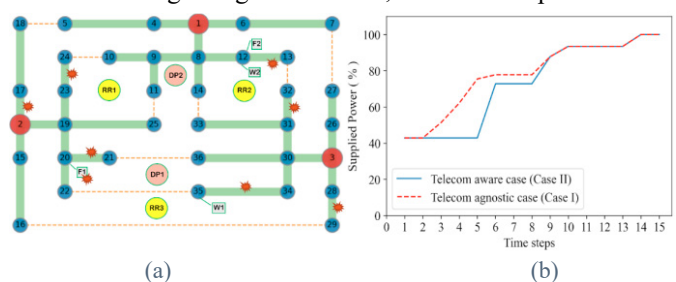 18 5 4 1 6 7
F2
24 10 9 8 12 13
DP2 W2
17 23 RR1 11 14 RR2 32 27
2 19 25 33 31 26
15 20 21 36 30 3
F1 DP1
22 35 34 28
RR3 W1
16 29
(a)
Supplied Power ( % )
100
80
60
40
20
0
Telecom aware case (Case II)
Telecom agnostic case (Case I)
0 1 2 3 4 5 6 7 8 9 10 11 12 13 14 15
Time steps
(b)